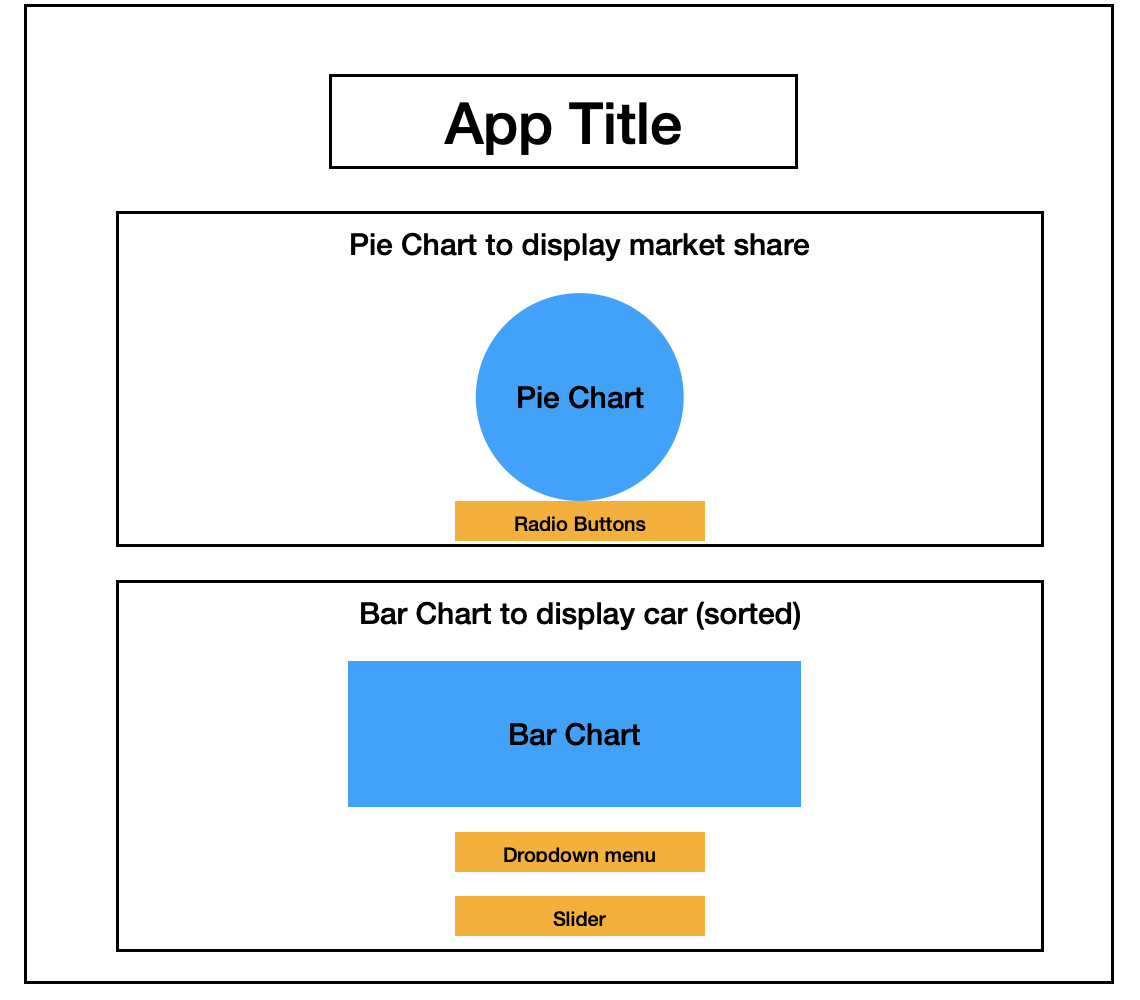 App Title
Pie Chart to display market share
Pie Chart
Radio Buttons
Bar Chart to display car (sorted)
Bar Chart
Dropdown menu
Slider